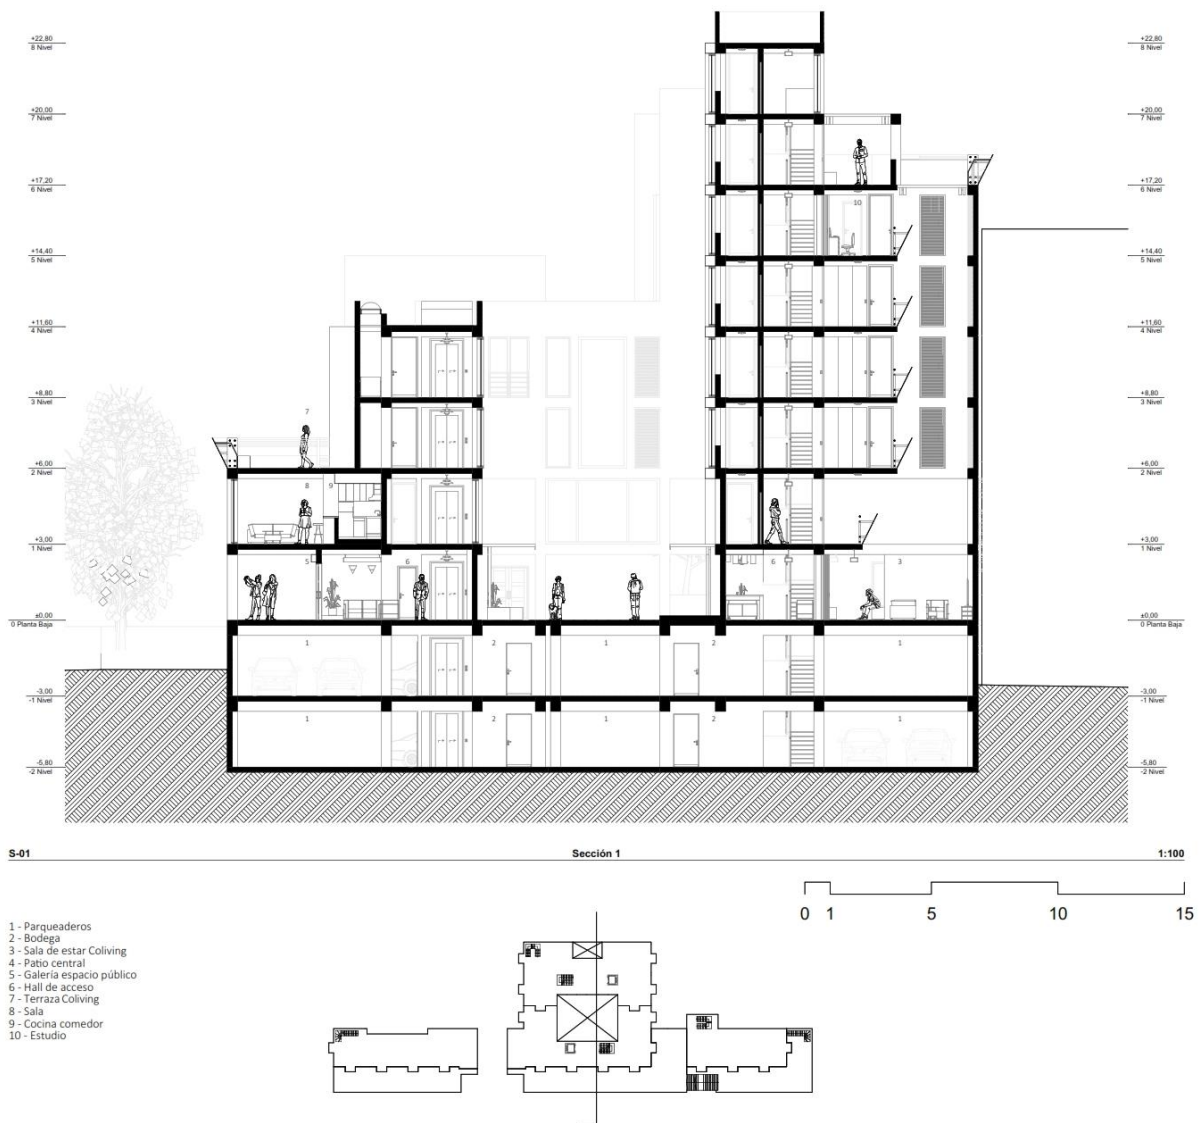 +22,80
8 Nivel
+20,00
7 Nivel
+17,20
6 Nivel
+14,40
5 Nivel
+11,60
4 Nivel
+8,80
3 Nivel
+6,00
2 Nivel
+3,00
1 Nivel
±0,00
0 Planta Baja
-3,00
-1 Nivel
-5,80
-2 Nivel
10
7
8
9
5
6
6
3
1
2
1
2
1
1
2
1
2
1
+22,80
8 Nivel
+20,00
7 Nivel
+17,20
6 Nivel
+14,40
5 Nivel
+11,60
4 Nivel
+8,80
3 Nivel
+6,00
2 Nivel
+3,00
1 Nivel
±0,00
0 Planta Baja
-3,00
-1 Nivel
-5,80
-2 Nivel
S-01 Sección 1 1:100
0 1 5 10 15
1 - Parqueaderos
2 - Bodega
3 - Sala de estar Coliving
4 - Patio central
5 - Galería espacio público
6 - Hall de acceso
7 - Terraza Coliving
8 - Sala
9 - Cocina comedor
10 - Estudio